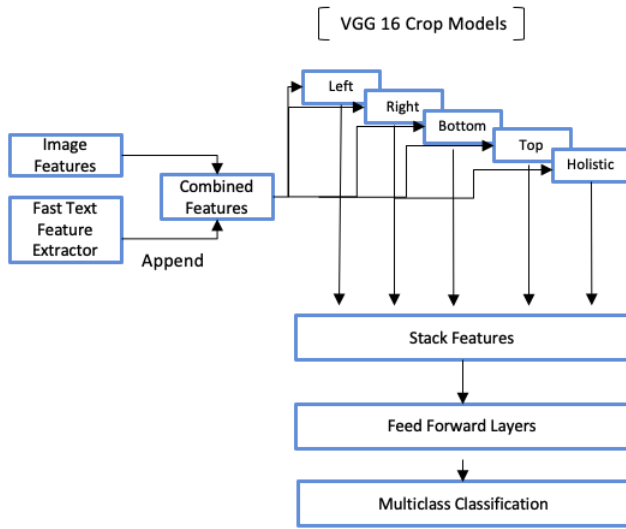 VGG 16 Crop Models
Left
Right
Bottom
Top
Holistic
Image
Features
Combined
Features
Fast Text
Feature
Extractor
Append
Stack Features
Feed Forward Layers
Multiclass Classification